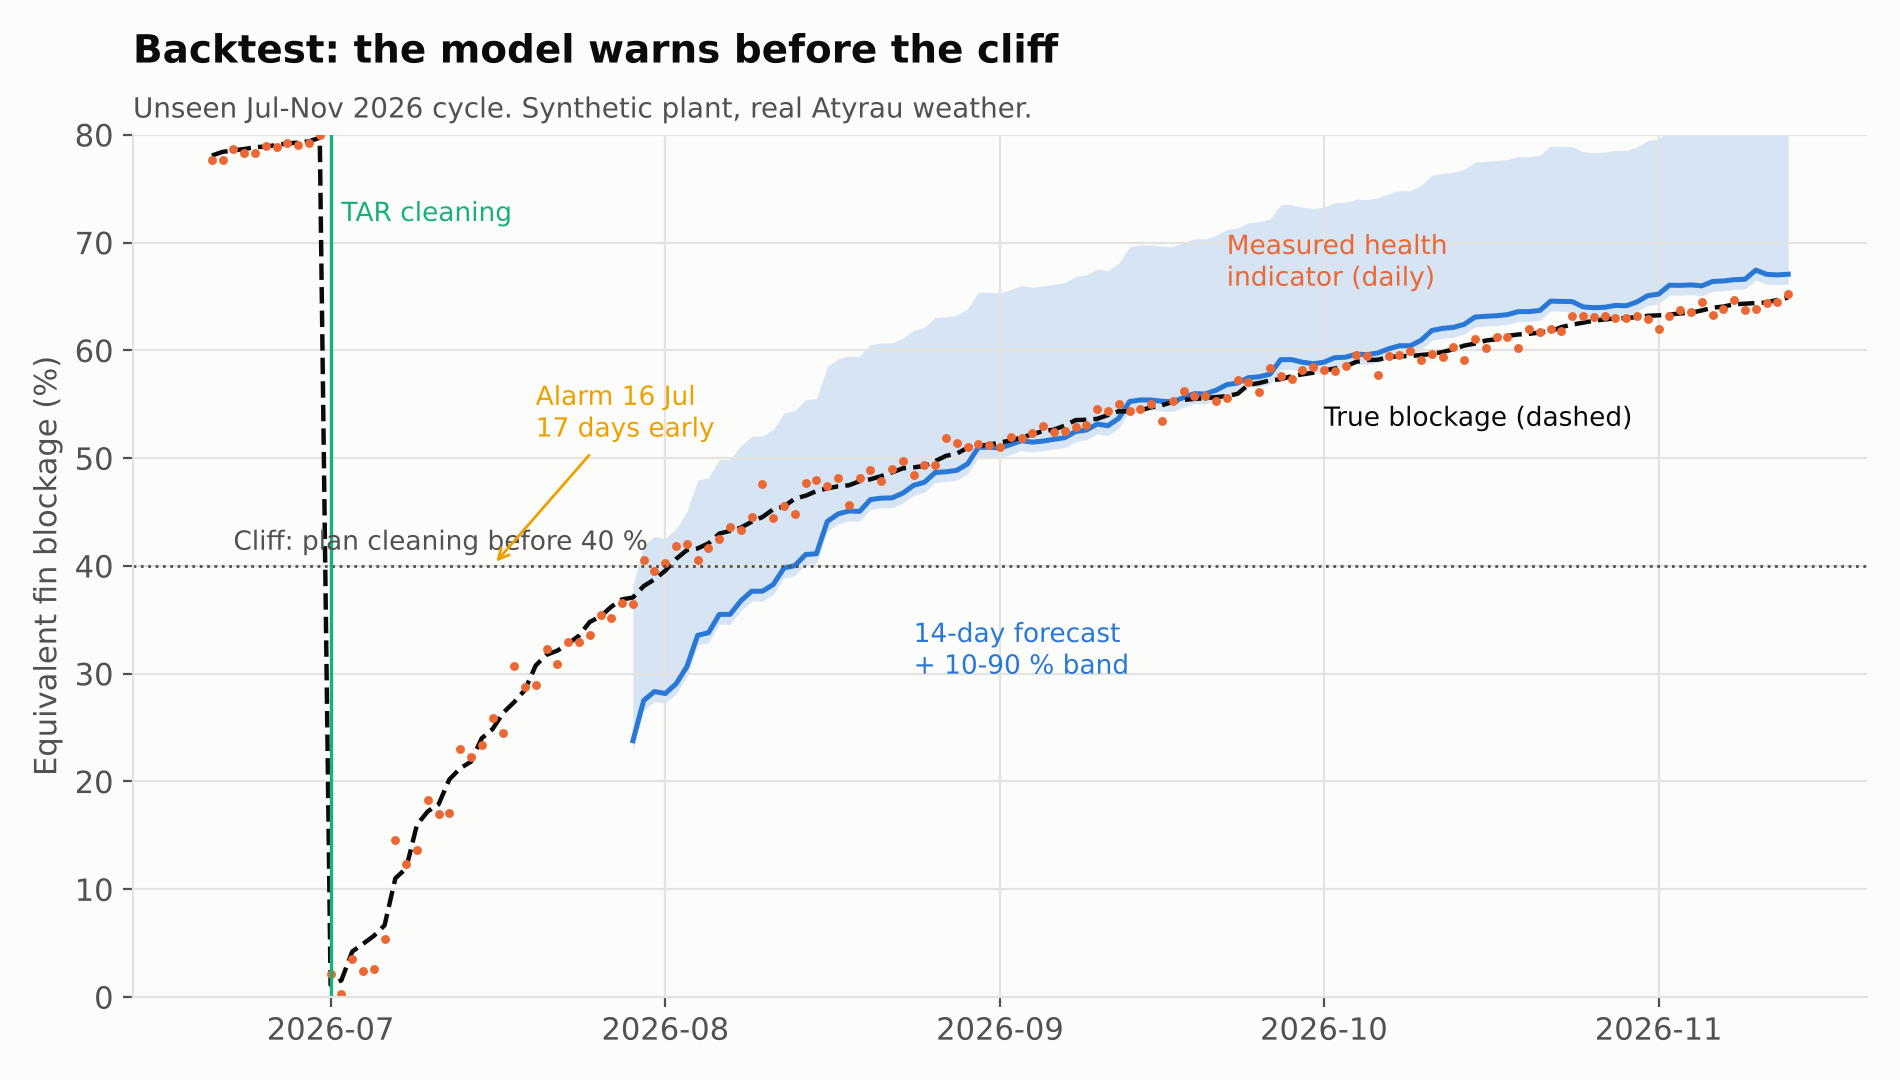 Backtest: the model warns before the cliff
Unseen Jul-Nov 2026 cycle. Synthetic plant, real Atyrau weather.
80
70
60
50
40
30
20
10
0
Equivalent fin blockage (%)
TAR cleaning
Measured health
indicator (daily)
Alarm 16 Jul
17 days early
True blockage (dashed)
Cliff: plan cleaning before 40 %
14-day forecast
+ 10-90 % band
2026-07
2026-08
2026-09
2026-10
2026-11